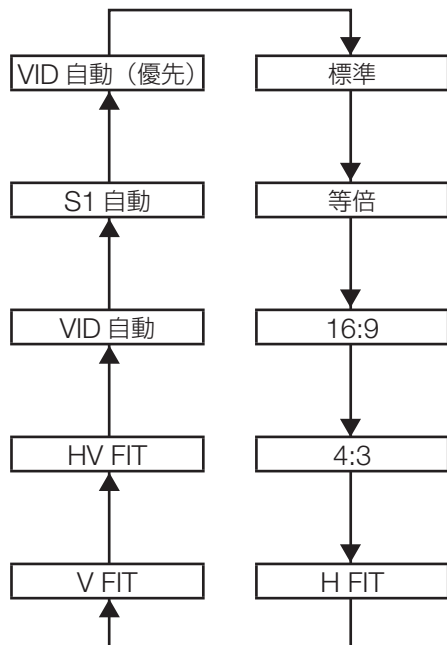 VID 自動（優先）
標準
S1 自動
等倍
VID 自動
16:9
HV FIT
4:3
V FIT
H FIT